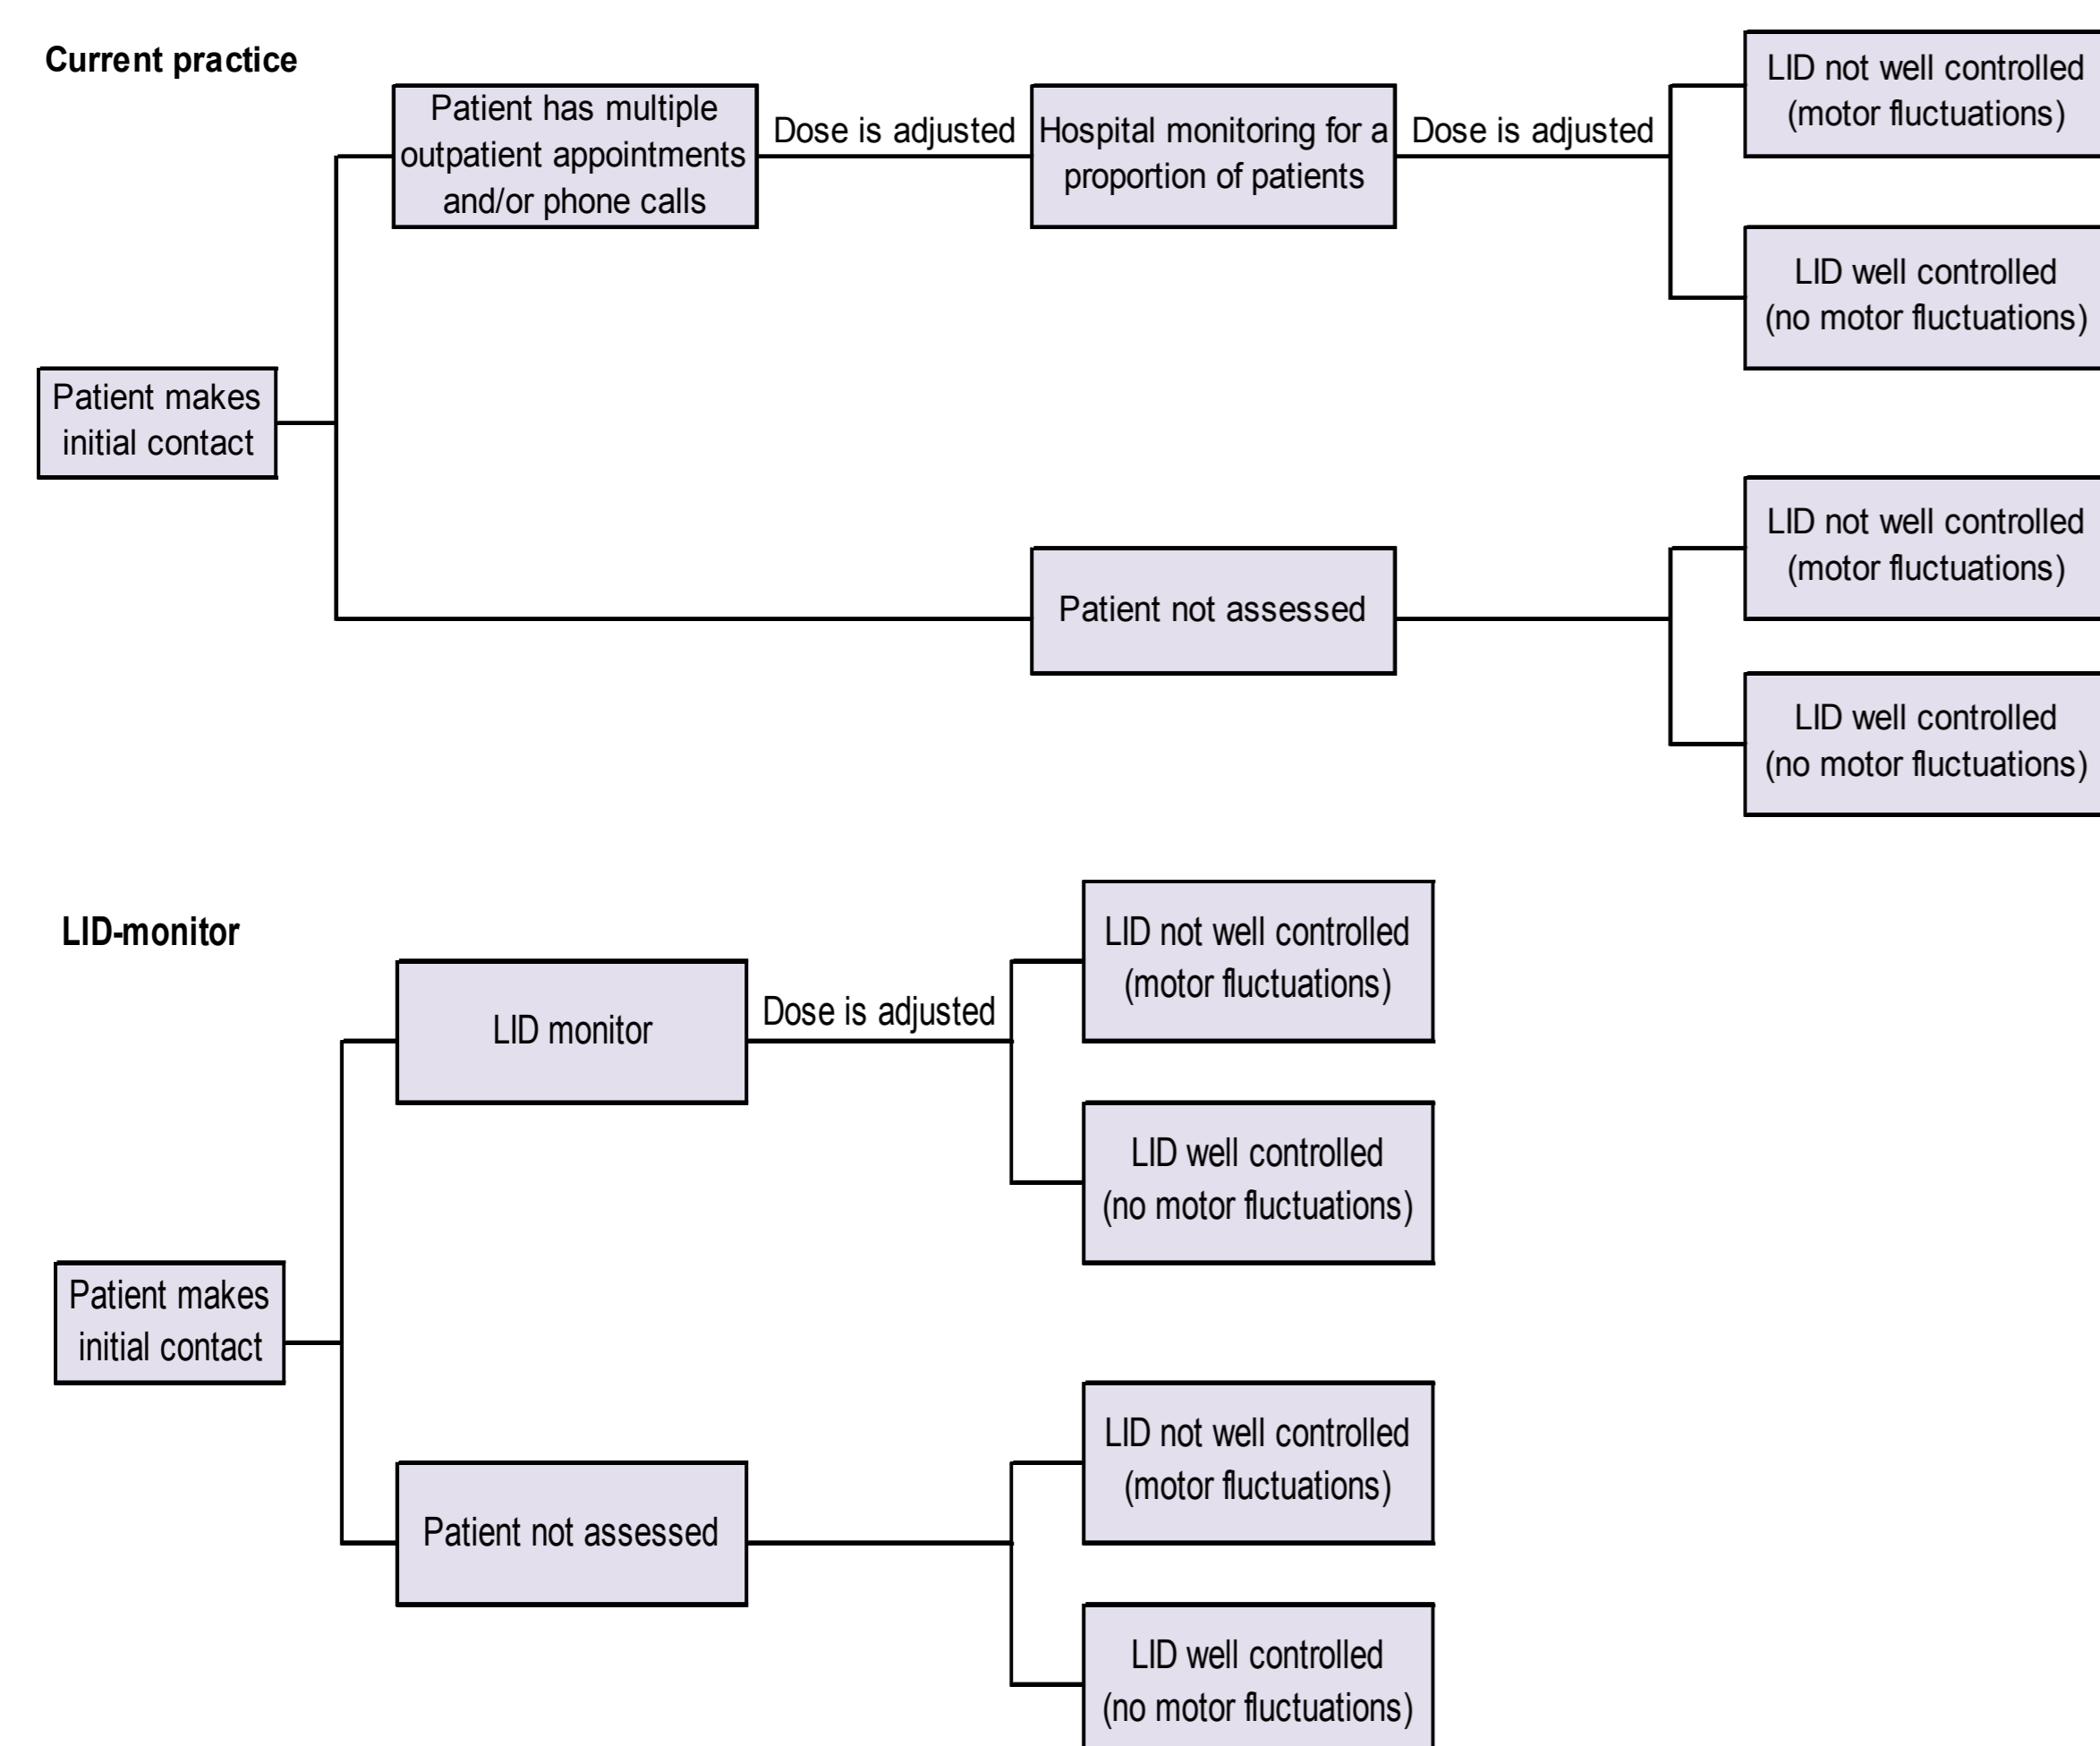 Current practice
Patient has multiple
outpatient appointments
and/or phone calls
Dose is adjusted
Hospital monitoring for a
proportion of patients
Dose is adjusted
LID not well controlled
(motor fluctuations)
LID well controlled
(no motor fluctuations)
Patient makes
initial contact
Patient not assessed
LID not well controlled
(motor fluctuations)
LID well controlled
(no motor fluctuations)
LID-monitor
LID monitor
Dose is adjusted
LID not well controlled
(motor fluctuations)
LID well controlled
(no motor fluctuations)
Patient makes
initial contact
Patient not assessed
LID not well controlled
(motor fluctuations)
LID well controlled
(no motor fluctuations)